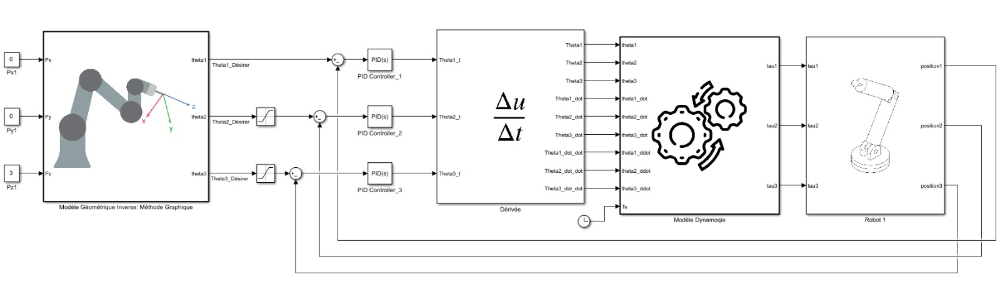 0
Px1
0
Py1
3
Pz1
Px
Py
Pz
theta1
theta2
theta3
x
y
z
Modèle Géométrique Inverse: Méthode Graphique
Theta1_Désirer
Theta2_Désirer
Theta3_Désirer
+
−
+
−
+
−
PID(s)
PID Controller_1
PID(s)
PID Controller_2
PID(s)
PID Controller_3
Theta1_t
Theta2_t
Theta3_t
Δu
Δt
Theta1
Theta2
Theta3
Theta1_dot
Theta2_dot
Theta3_dot
Theta1_dot_dot
Theta2_dot_dot
Theta3_dot_dot
Dérivée
theta1
theta2
theta3
theta1_dot
theta2_dot
theta3_dot
theta1_ddot
theta2_ddot
theta3_ddot
Ts
tau1
tau2
tau3
Modèle Dynamoqie
tau1
tau2
tau3
position1
position2
position3
Robot 1